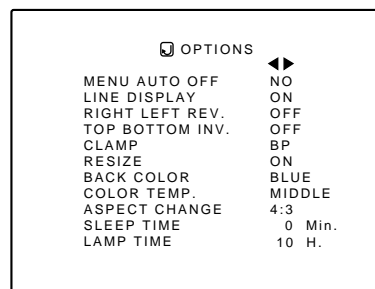 OPTIONS
MENU AUTO OFF NO
LINE DISPLAY ON
RIGHT LEFT REV. OFF
TOP BOTTOM INV. OFF
CLAMP BP
RESIZE ON
BACK COLOR BLUE
COLOR TEMP. MIDDLE
ASPECT CHANGE 4:3
SLEEP TIME 0 Min.
LAMP TIME 10 H.